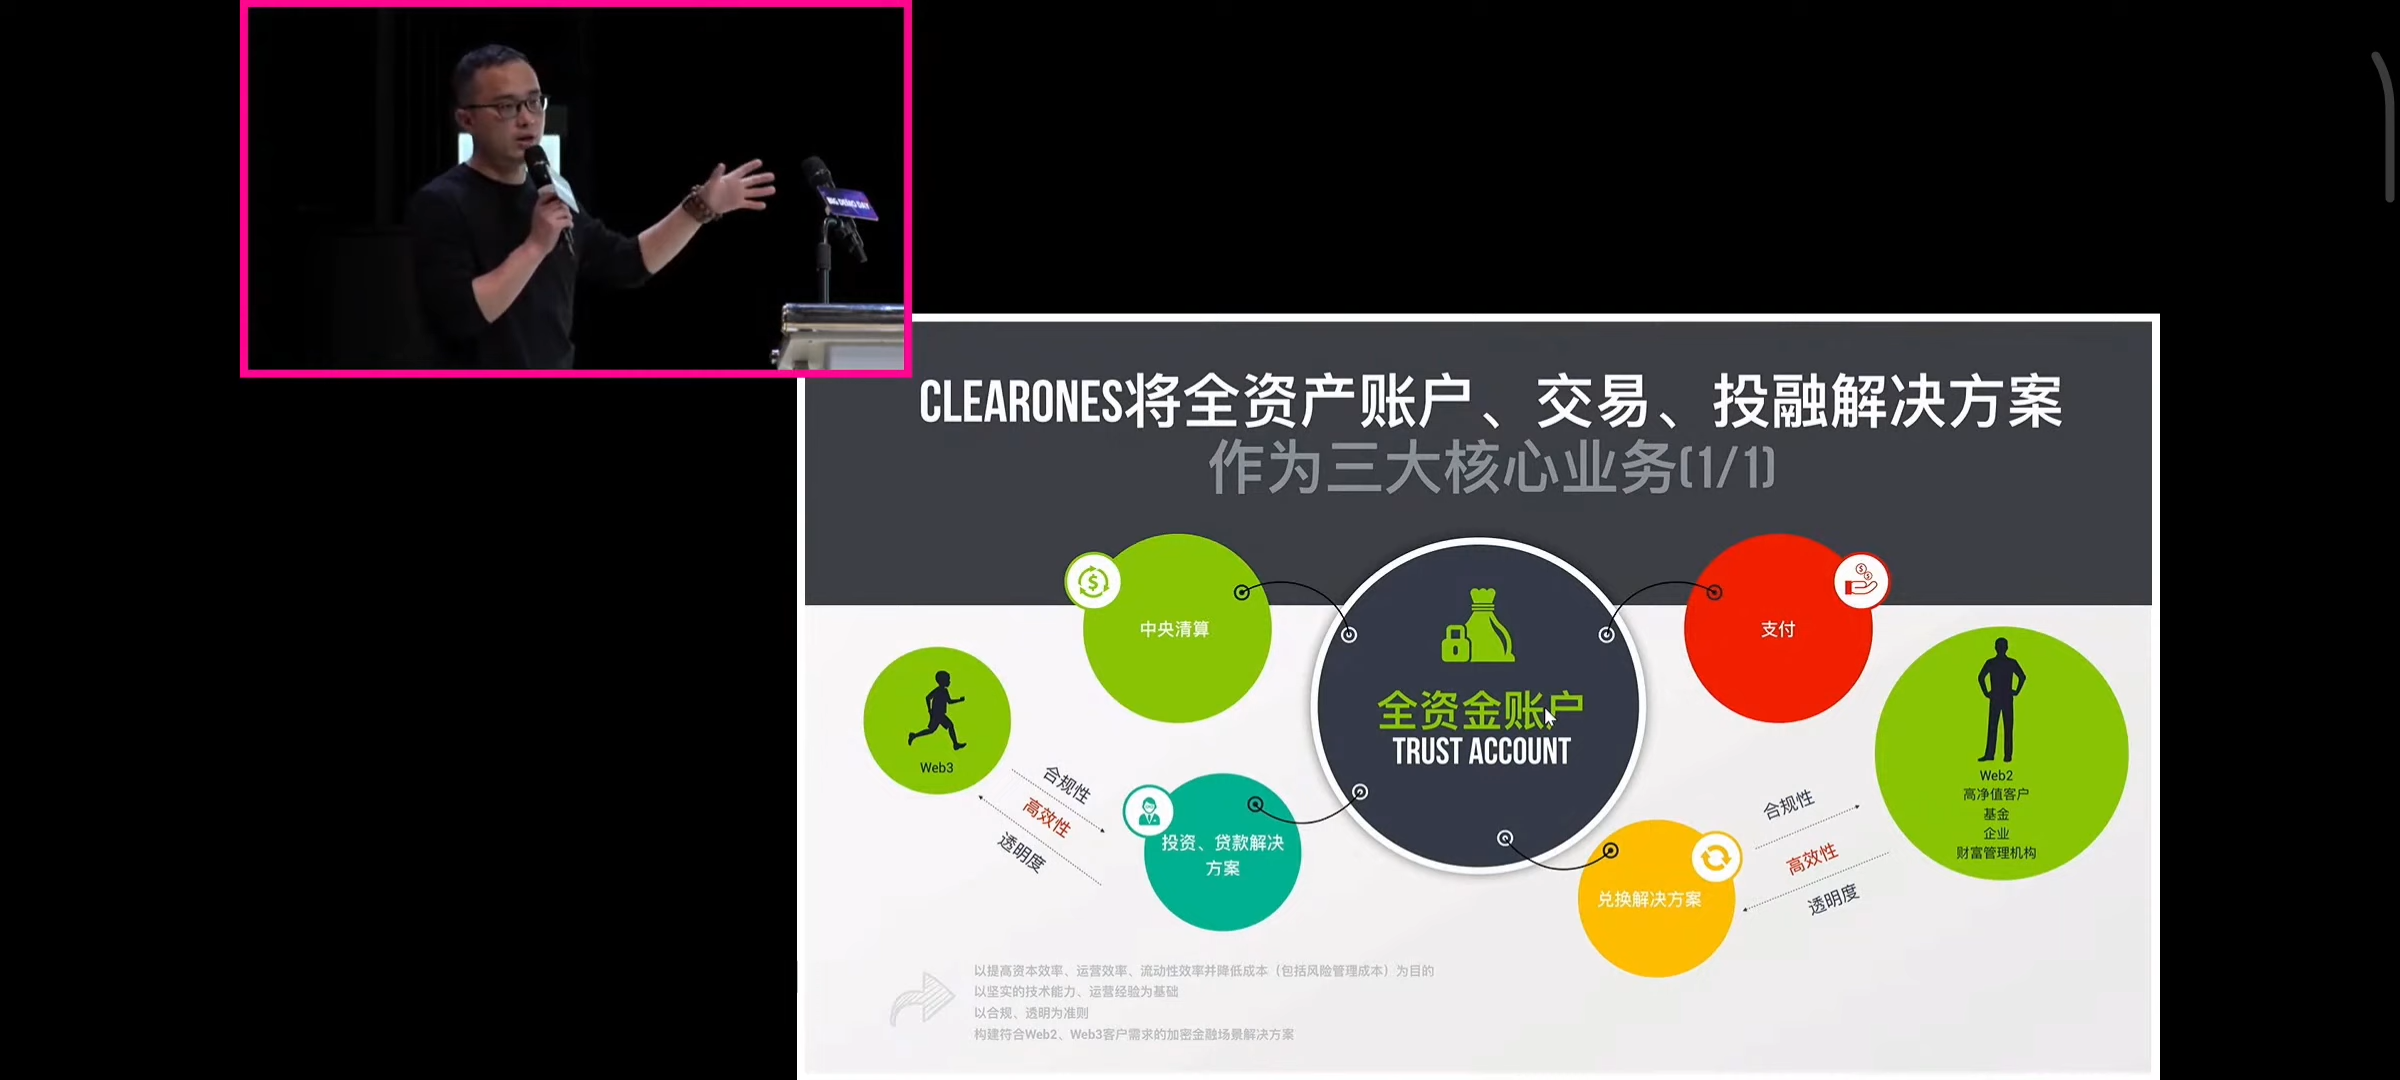 BIG DEMO DAY
CLEARONES将全资产账户、交易、投融解决方案
作为三大核心业务(1/1)
中央清算
支付
全资金账户
TRUST ACCOUNT
Web3
合规性
高效性
透明度
投资、贷款解决
方案
兑换解决方案
合规性
高效性
透明度
Web2
高净值客户
基金
企业
财富管理机构
以提高资本效率、运营效率、流动性效率并降低成本（包括风险管理成本）为目的
以坚实的技术能力、运营经验为基础
以合规、透明为准则
构建符合Web2、Web3客户需求的加密金融场景解决方案